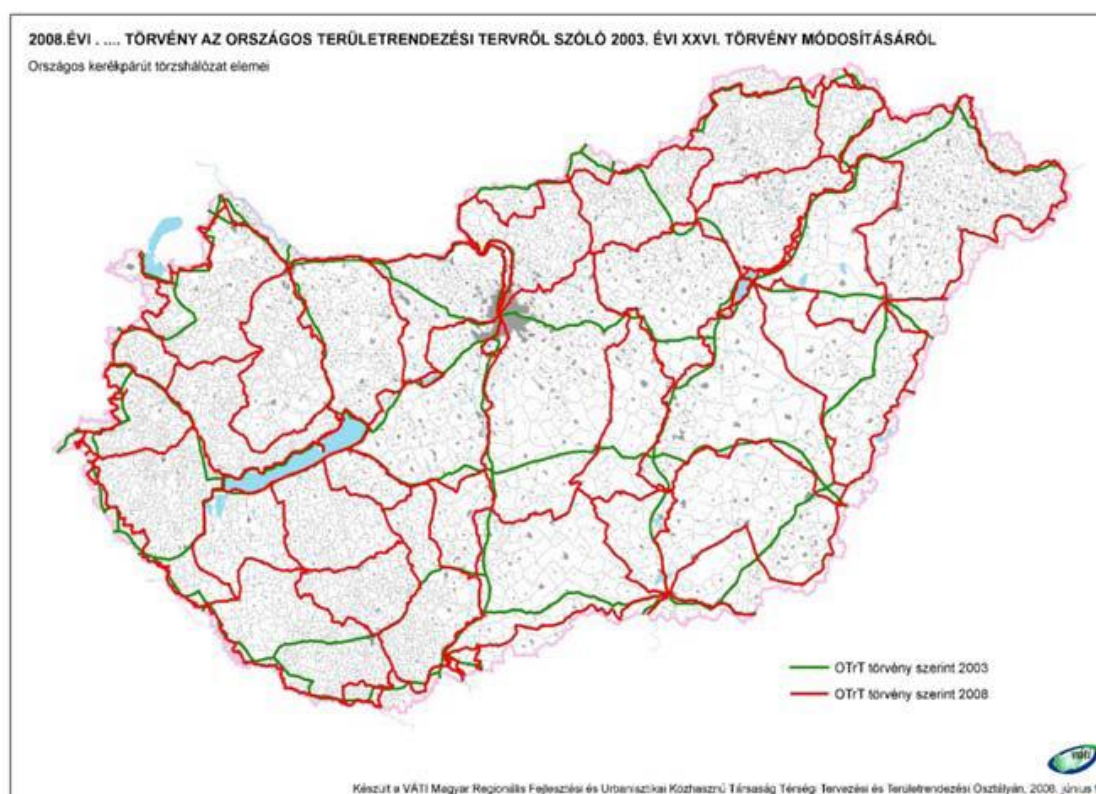 2008.ÉVI . .... TÖRVÉNY AZ ORSZÁGOS TERÜLETRENDEZÉSI TERVRŐL SZÓLÓ 2003. ÉVI XXVI. TÖRVÉNY MÓDOSÍTÁSÁRÓL
Országos kerékpárút törzshálózat elemei
OTrT törvény szerint 2003
OTrT törvény szerint 2008
VÁTI
Készült a VÁTI Magyar Regionális Fejlesztési és Urbanisztikai Közhasznú Társaság Térségi Tervezési és Területrendezési Osztályán, 2008. június